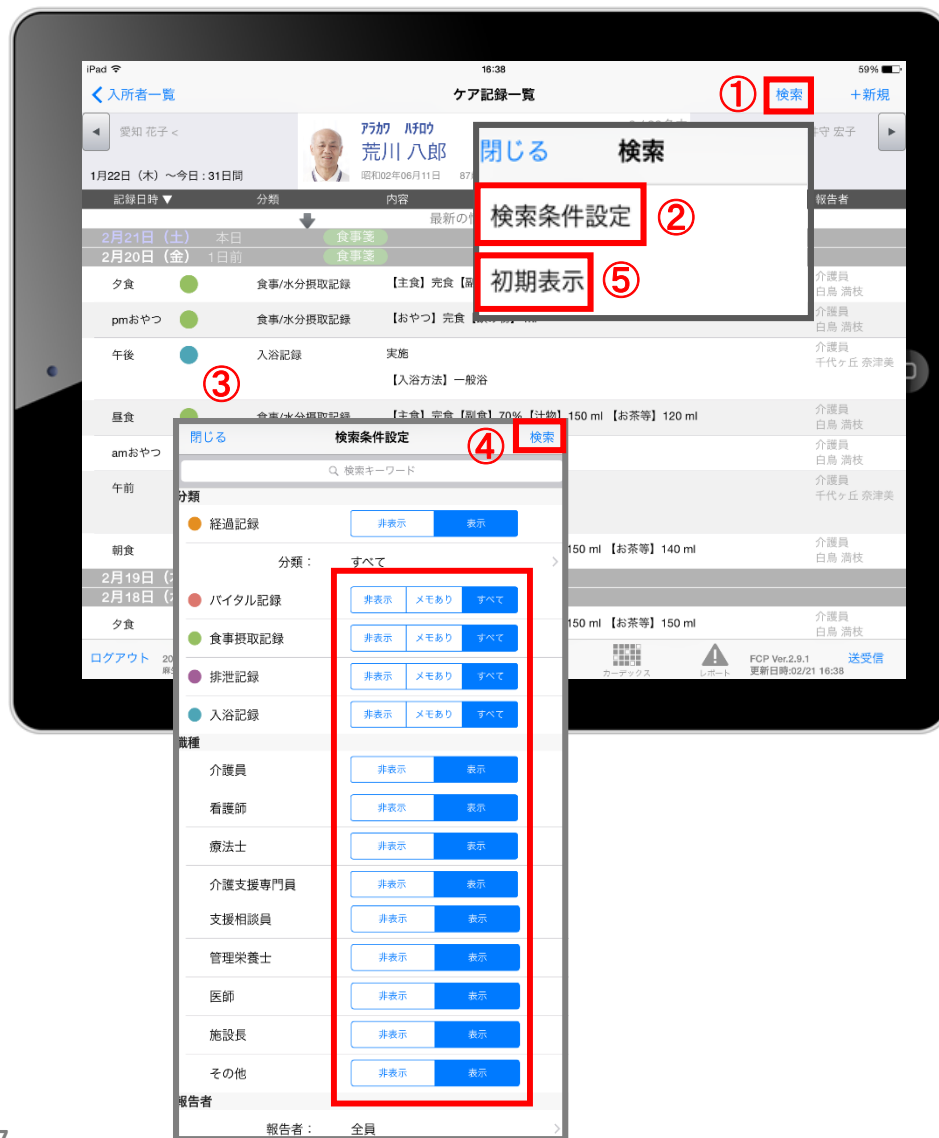 iPad 16:38 59%
入所者一覧 ケア記録一覧 ① 検索 +新規
愛知 花子 <
アラカワ ハチロウ
荒川 八郎
守 宏子
1月22日（木）～今日：31日間 昭和02年06月11日 87
閉じる 検索
検索条件設定 ②
初期表示 ⑤
記録日時▼ 分類 内容 報告者
最新の
2月21日（土） 本日 食事箋
2月20日（金） 1日前 食事箋
夕食 食事/水分摂取記録 【主食】完食 介護員
白鳥 満枝
pmおやつ 食事/水分摂取記録 【おやつ】完食 介護員
白鳥 満枝
午後 入浴記録 実施 介護員
千代ヶ丘 奈津美
【入浴方法】一般浴
③
昼食 食事/水分摂取記録 【主食】完食【副食】70%【汁物】150 ml 【お茶等】120 ml 介護員
白鳥 満枝
amおやつ 介護員
白鳥 満枝
午前 介護員
千代ヶ丘 奈津美
朝食 150 ml 【お茶等】140 ml 介護員
白鳥 満枝
2月19日
2月18日
夕食 150 ml 【お茶等】150 ml 介護員
白鳥 満枝
ログアウト 20 カーデックス レポート FCP Ver.2.9.1 送受信
更新日時:02/21 16:38
閉じる 検索条件設定 ④ 検索
検索キーワード
分類
経過記録 非表示 表示
分類： すべて
バイタル記録 非表示 メモあり すべて
食事摂取記録 非表示 メモあり すべて
排泄記録 非表示 メモあり すべて
入浴記録 非表示 メモあり すべて
職種
介護員 非表示 表示
看護師 非表示 表示
療法士 非表示 表示
介護支援専門員 非表示 表示
支援相談員 非表示 表示
管理栄養士 非表示 表示
医師 非表示 表示
施設長 非表示 表示
その他 非表示 表示
報告者
報告者： 全員
7